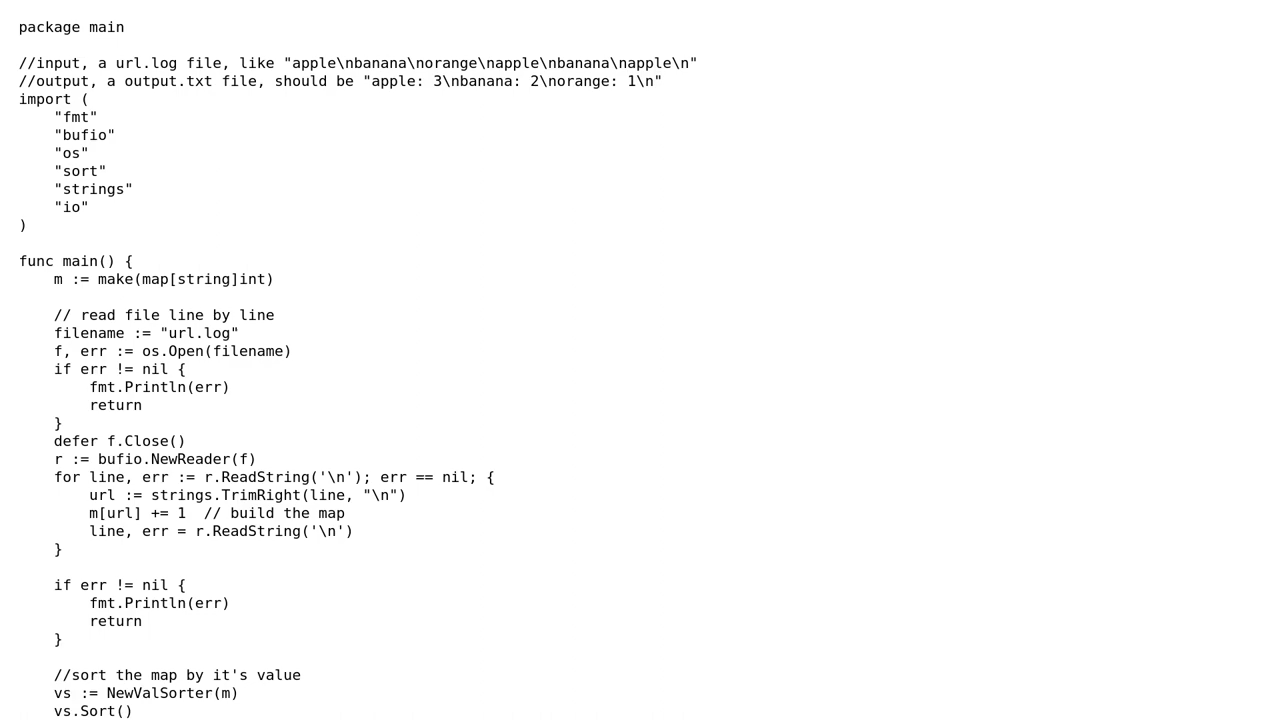 package main

//input, a url.log file, like "apple\nbanana\norange\napple\nbanana\napple\n"
//output, a output.txt file, should be "apple: 3\nbanana: 2\norange: 1\n"
import (
    "fmt"
    "bufio"
    "os"
    "sort"
    "strings"
    "io"
)

func main() {
    m := make(map[string]int)

    // read file line by line
    filename := "url.log"
    f, err := os.Open(filename)
    if err != nil {
        fmt.Println(err)
        return
    }
    defer f.Close()
    r := bufio.NewReader(f)
    for line, err := r.ReadString('\n'); err == nil; {
        url := strings.TrimRight(line, "\n")
        m[url] += 1  // build the map
        line, err = r.ReadString('\n')
    }

    if err != nil {
        fmt.Println(err)
        return
    }

    //sort the map by it's value
    vs := NewValSorter(m)
    vs.Sort()